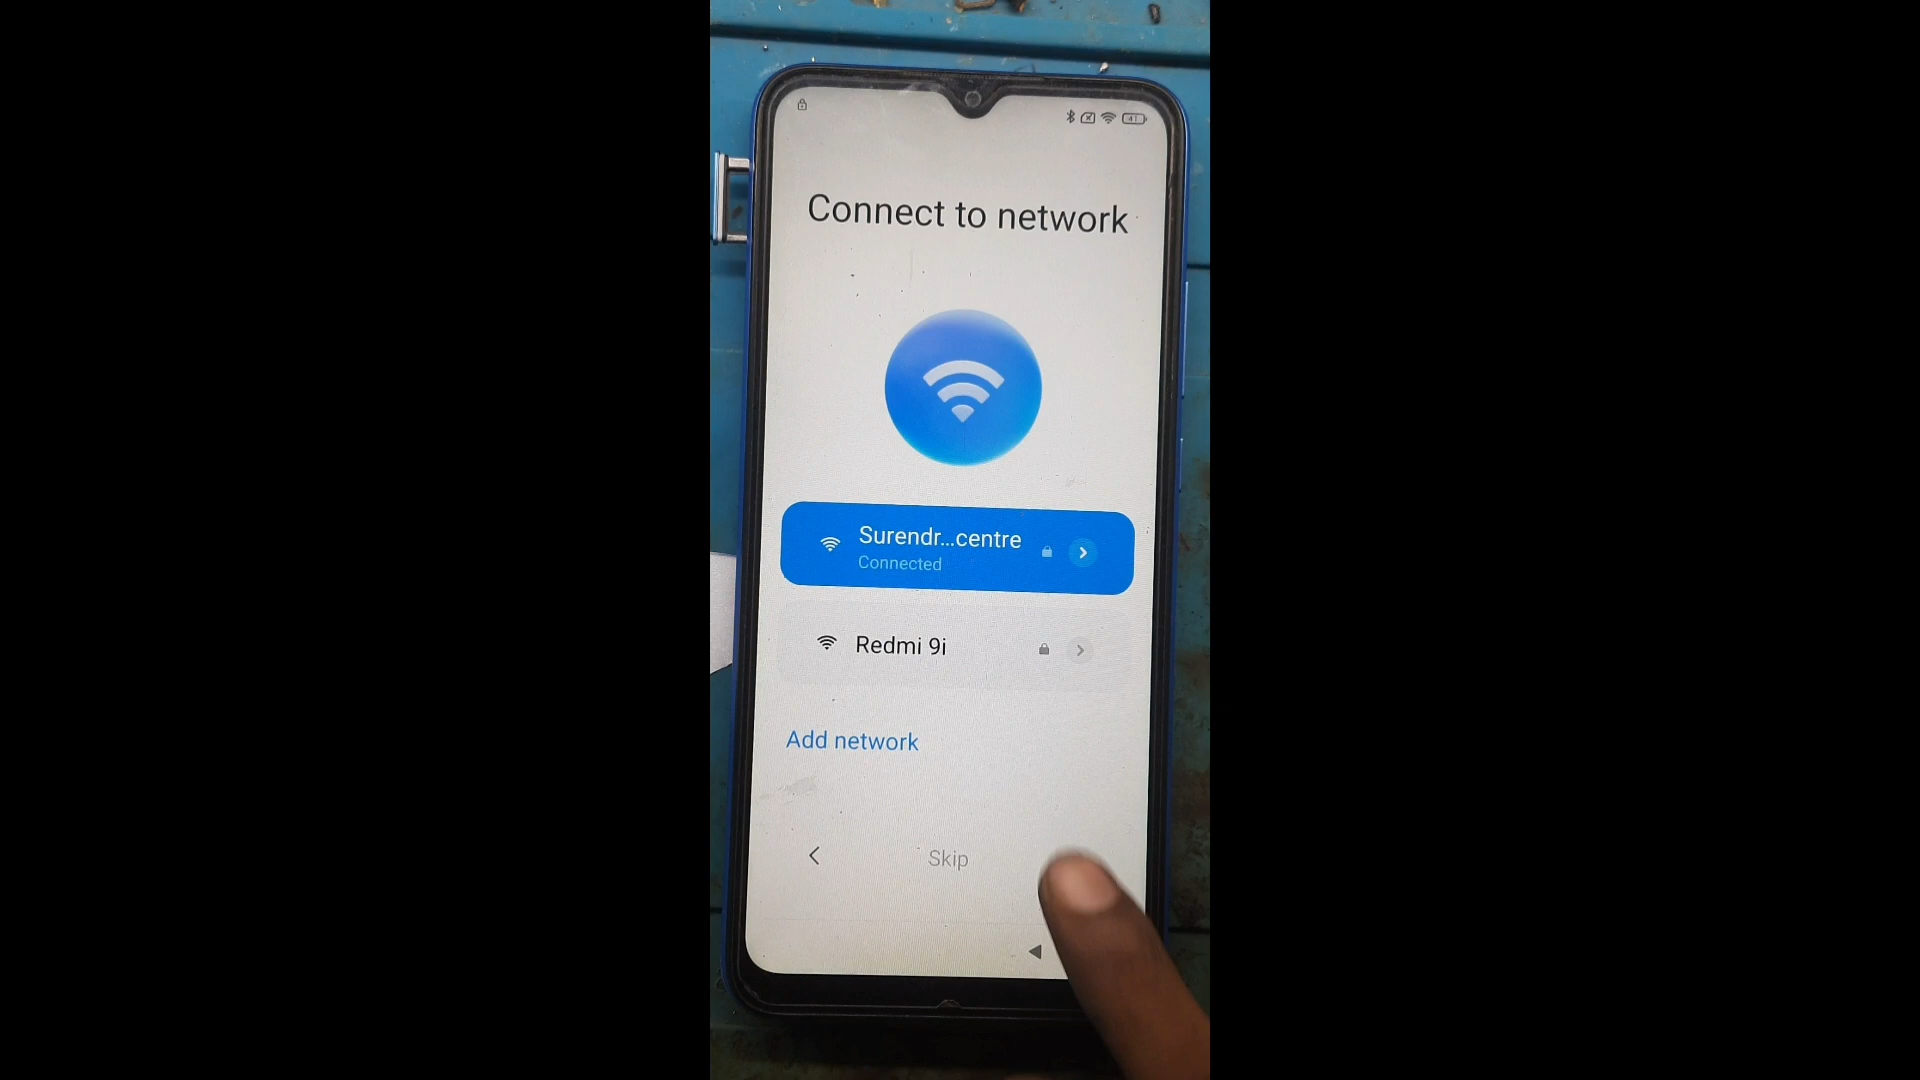 Connect to network
Surendr...centre
Connected
Redmi 9i
Add network
Skip